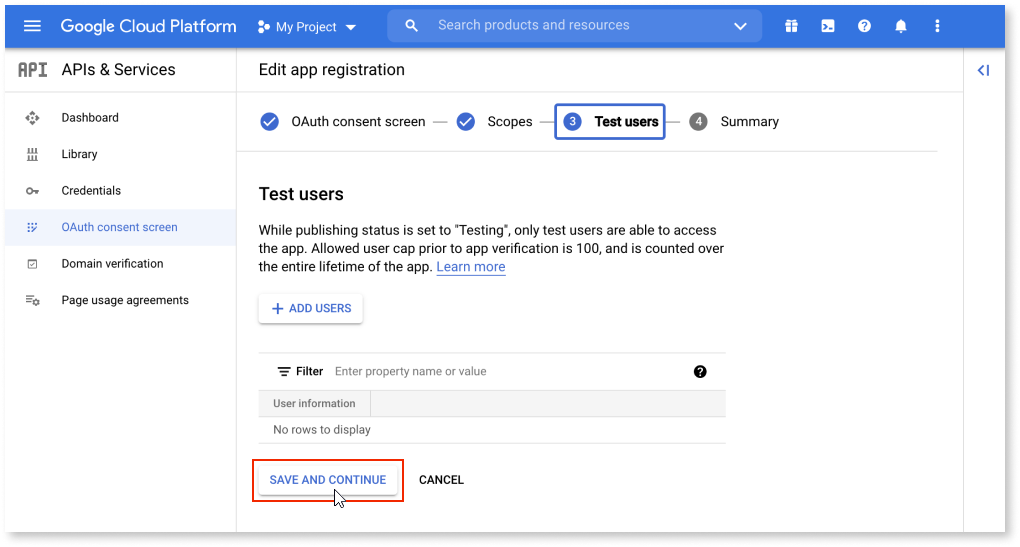 Google Cloud Platform
My Project
Search products and resources
API
APIs & Services
Edit app registration
Dashboard
Library
Credentials
OAuth consent screen
Domain verification
Page usage agreements
OAuth consent screen
Scopes
3 Test users
4 Summary
Test users
While publishing status is set to "Testing", only test users are able to access
the app. Allowed user cap prior to app verification is 100, and is counted over
the entire lifetime of the app. Learn more
+ ADD USERS
Filter Enter property name or value
User information
No rows to display
SAVE AND CONTINUE
CANCEL